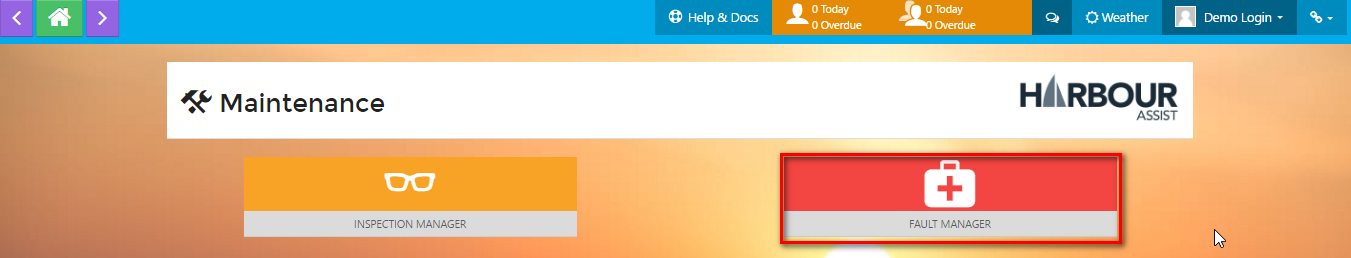 Help & Docs
0 Today
0 Overdue
0 Today
0 Overdue
Weather
Demo Login
Maintenance
HARBOUR
ASSIST
INSPECTION MANAGER
FAULT MANAGER